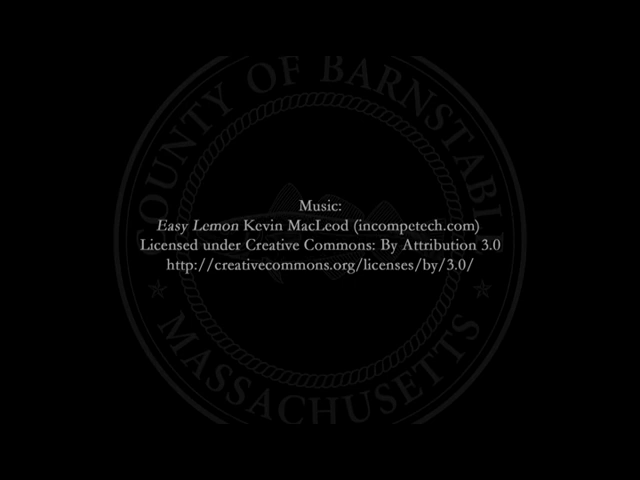 COUNTY OF BARNSTABLE
Music:
Easy Lemon Kevin MacLeod (incompetech.com)
Licensed under Creative Commons: By Attribution 3.0
http://creativecommons.org/licenses/by/3.0/
MASSACHUSETTS